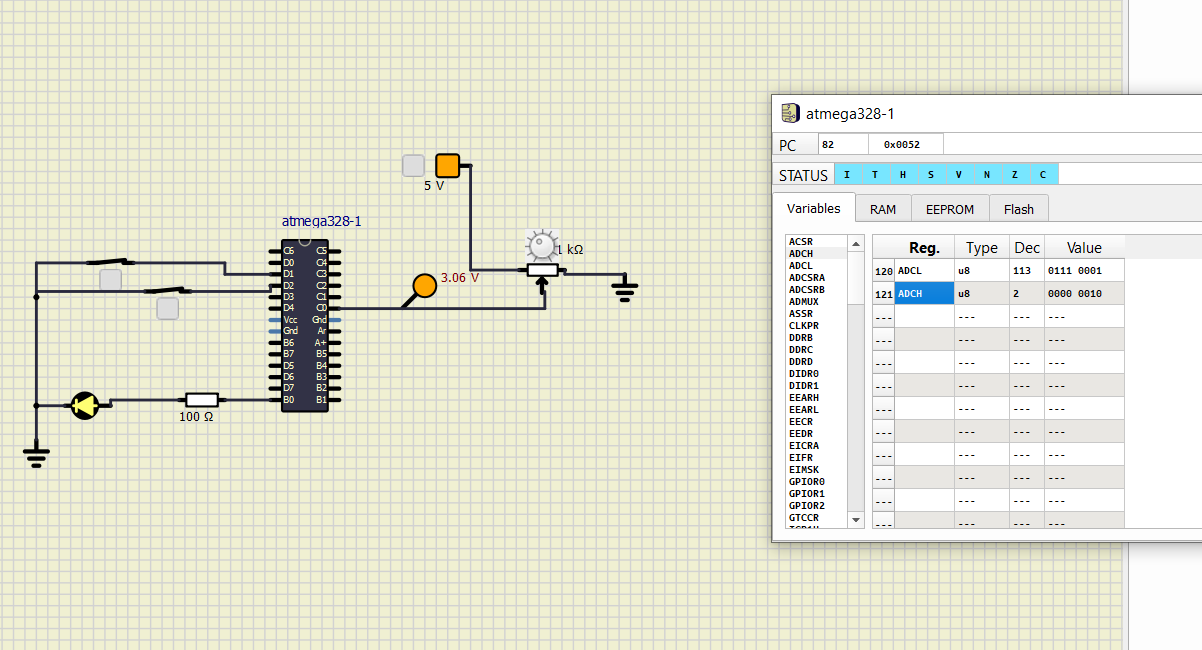 5 V
atmega328-1
C6 C5
D0 C4
D1 C3
D2 C2
D3 C1
D4 C0
Vcc Gnd
Gnd Ar
B6 A+
B7 B5
D5 B4
D6 B3
D7 B2
B0 B1
3.06 V
1 kΩ
100 Ω
atmega328-1
PC 82 0x0052
STATUS I T H S V N Z C
Variables RAM EEPROM Flash
ACSR
ADCH
ADCL
ADCSRA
ADCSRB
ADMUX
ASSR
CLKPR
DDRB
DDRC
DDRD
DIDR0
DIDR1
EEARH
EEARL
EECR
EEDR
EICRA
EIFR
EIMSK
GPIOR0
GPIOR1
GPIOR2
GTCCR
Reg. Type Dec Value
120 ADCL u8 113 0111 0001
121 ADCH u8 2 0000 0010
--- --- --- ---
--- --- --- ---
--- --- --- ---
--- --- --- ---
--- --- --- ---
--- --- --- ---
--- --- --- ---
--- --- --- ---
--- --- --- ---
--- --- --- ---